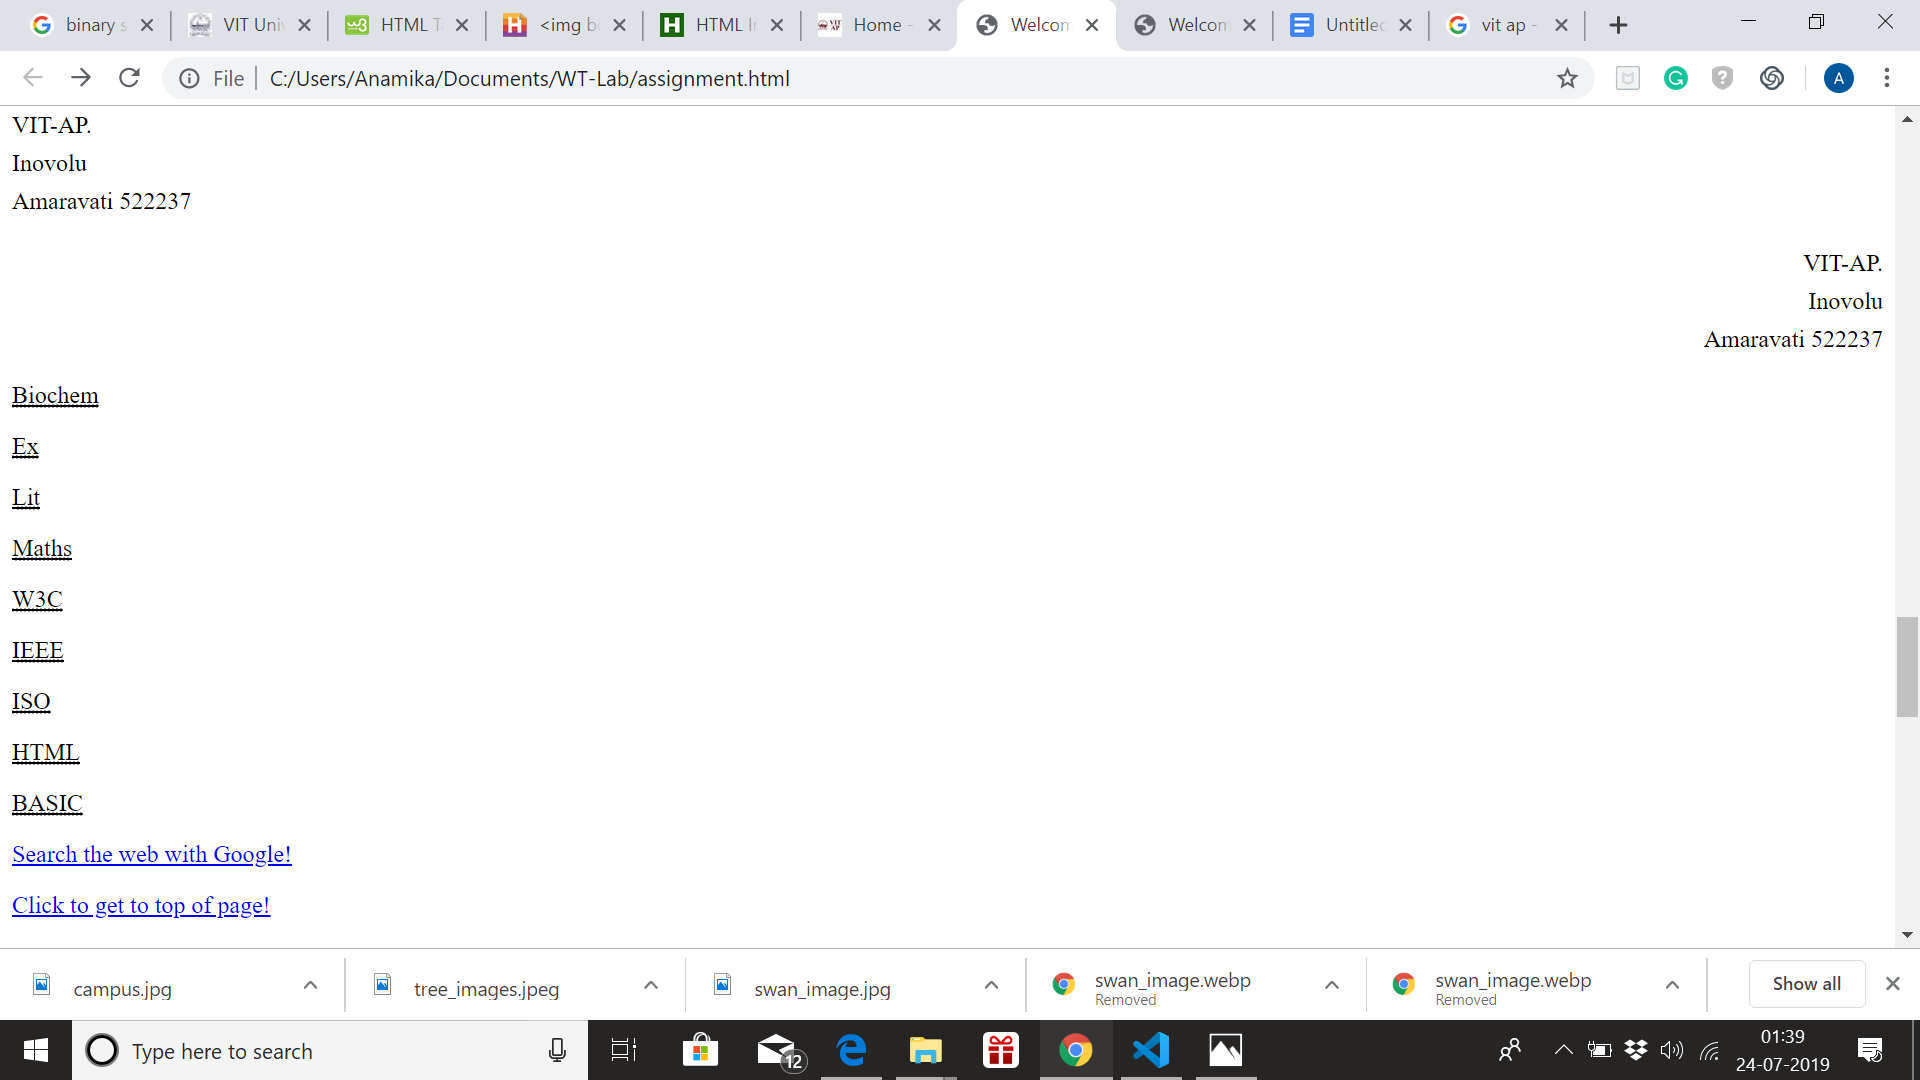 binary s
VIT Univ
HTML T
<img b
HTML I
Home -
Welcom
Welcom
Untitled
vit ap -
File
C:/Users/Anamika/Documents/WT-Lab/assignment.html
A
VIT-AP.
Inovolu
Amaravati 522237
VIT-AP.
Inovolu
Amaravati 522237
Biochem
Ex
Lit
Maths
W3C
IEEE
ISO
HTML
BASIC
Search the web with Google!
Click to get to top of page!
campus.jpg
tree_images.jpeg
swan_image.jpg
swan_image.webp
Removed
swan_image.webp
Removed
Show all
Type here to search
12
01:39
24-07-2019